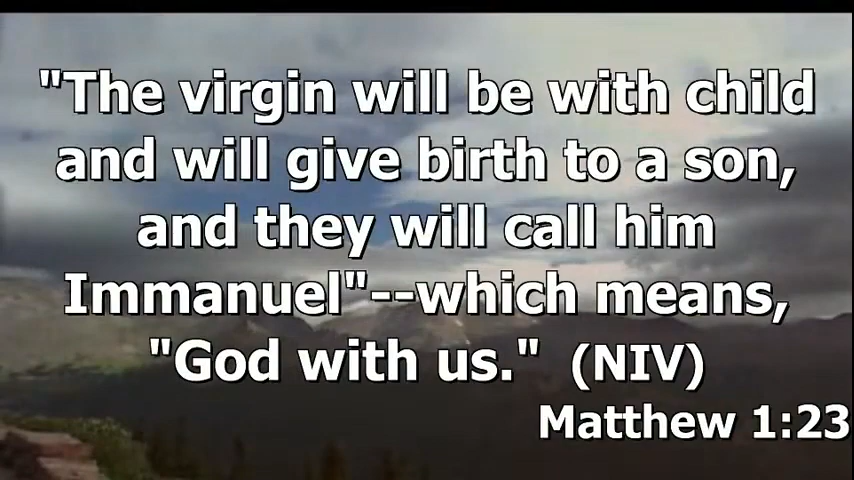 "The virgin will be with child
and will give birth to a son,
and they will call him
Immanuel"--which means,
"God with us." (NIV)
Matthew 1:23